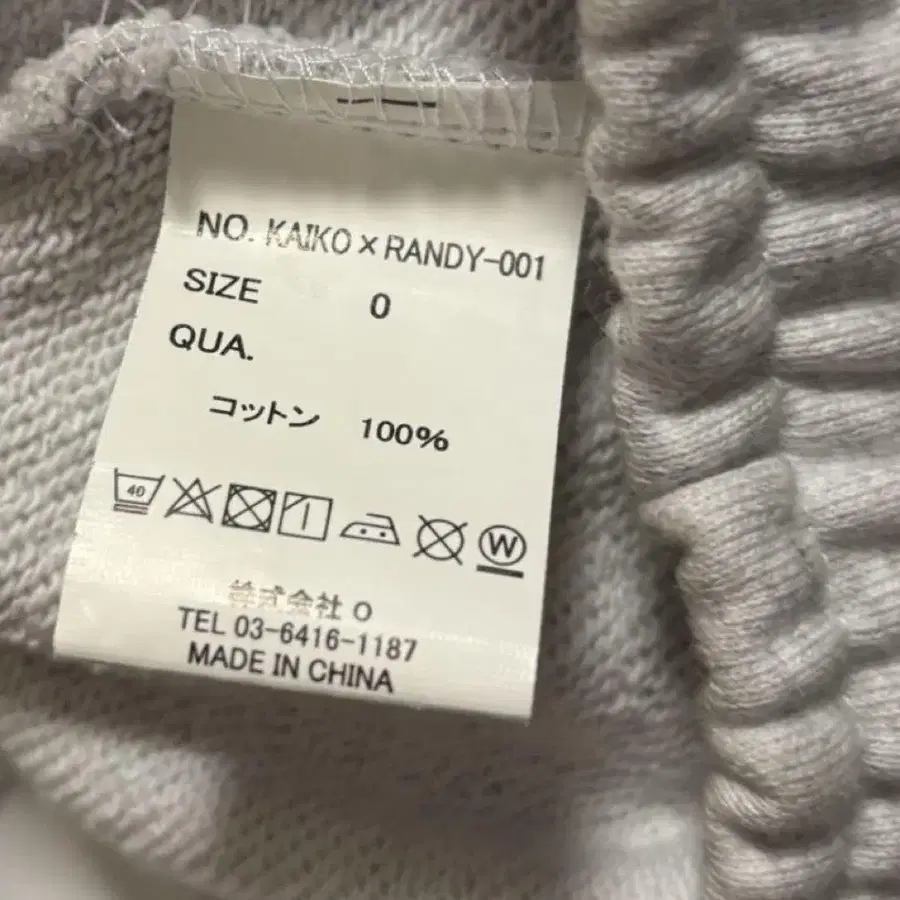 NO. KAIKO×RANDY-001
SIZE 0
QUA.
コットン 100%
40
W
株式会社 O
TEL 03-6416-1187
MADE IN CHINA